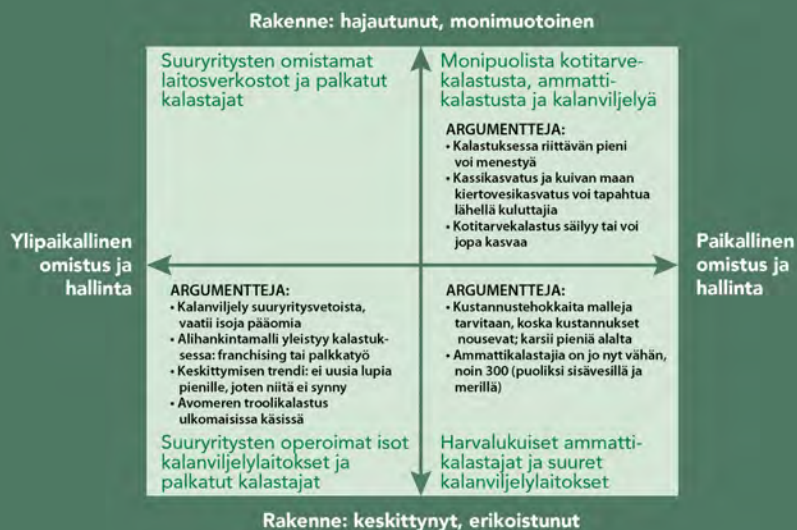 Rakenne: hajautunut, monimuotoinen
Suuryritysten omistamat
laitosverkostot ja palkatut
kalastajat
Monipuolista kotitarve-
kalastusta, ammatti-
kalastusta ja kalanviljelyä
ARGUMENTTEJA:
• Kalastuksessa riittävän pieni
voi menestyä
• Kassikasvatus ja kuivan maan
kiertovesikasvatus voi tapahtua
lähellä kuluttajia
• Kotitarvekalastus säilyy tai voi
jopa kasvaa
Ylipaikallinen
omistus ja
hallinta
Paikallinen
omistus ja
hallinta
ARGUMENTTEJA:
• Kalanviljely suuryritysvetoista,
vaatii isoja pääomia
• Alihankintamalli yleistyy kalastuk-
sessa: franchising tai palkkatyö
• Keskittymisen trendi: ei uusia lupia
pienille, joten niitä ei synny
• Avomeren troolikalastus
ulkomaisissa käsissä
Suuryritysten operoimat isot
kalanviljelylaitokset ja
palkatut kalastajat
ARGUMENTTEJA:
• Kustannustehokkaita malleja
tarvitaan, koska kustannukset
nousevat; karsii pieniä alalta
• Ammattikalastajia on jo nyt vähän,
noin 300 (puoliksi sisävesillä ja
merillä)
Harvalukuiset ammatti-
kalastajat ja suuret
kalanviljelylaitokset
Rakenne: keskittynyt, erikoistunut